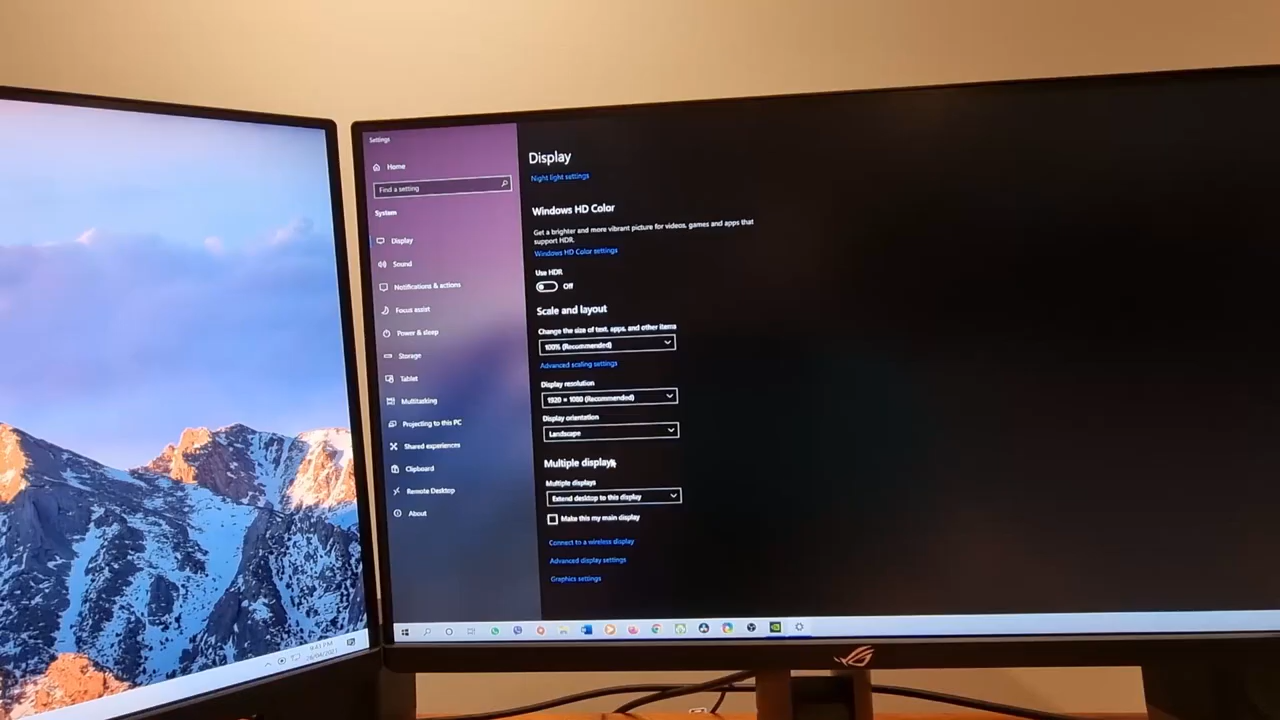 Settings
Home
Find a setting
System
Display
Sound
Notifications & actions
Focus assist
Power & sleep
Storage
Tablet
Multitasking
Projecting to this PC
Shared experiences
Clipboard
Remote Desktop
About
Display
Night light settings
Windows HD Color
Get a brighter and more vibrant picture for videos, games and apps that
support HDR.
Windows HD Color settings
Use HDR
Off
Scale and layout
Change the size of text, apps, and other items
100% (Recommended)
Advanced scaling settings
Display resolution
1920 × 1080 (Recommended)
Display orientation
Landscape
Multiple displays
Multiple displays
Extend desktop to this display
Make this my main display
Connect to a wireless display
Advanced display settings
Graphics settings